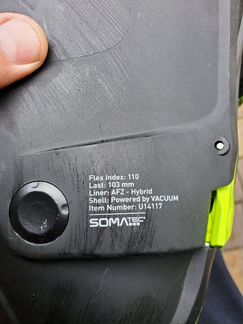 Flex Index: 110
Last: 103 mm
Liner: AFZ - Hybrid
Shell: Powered by VACUUM
Item Number: U14117
SOMATEC